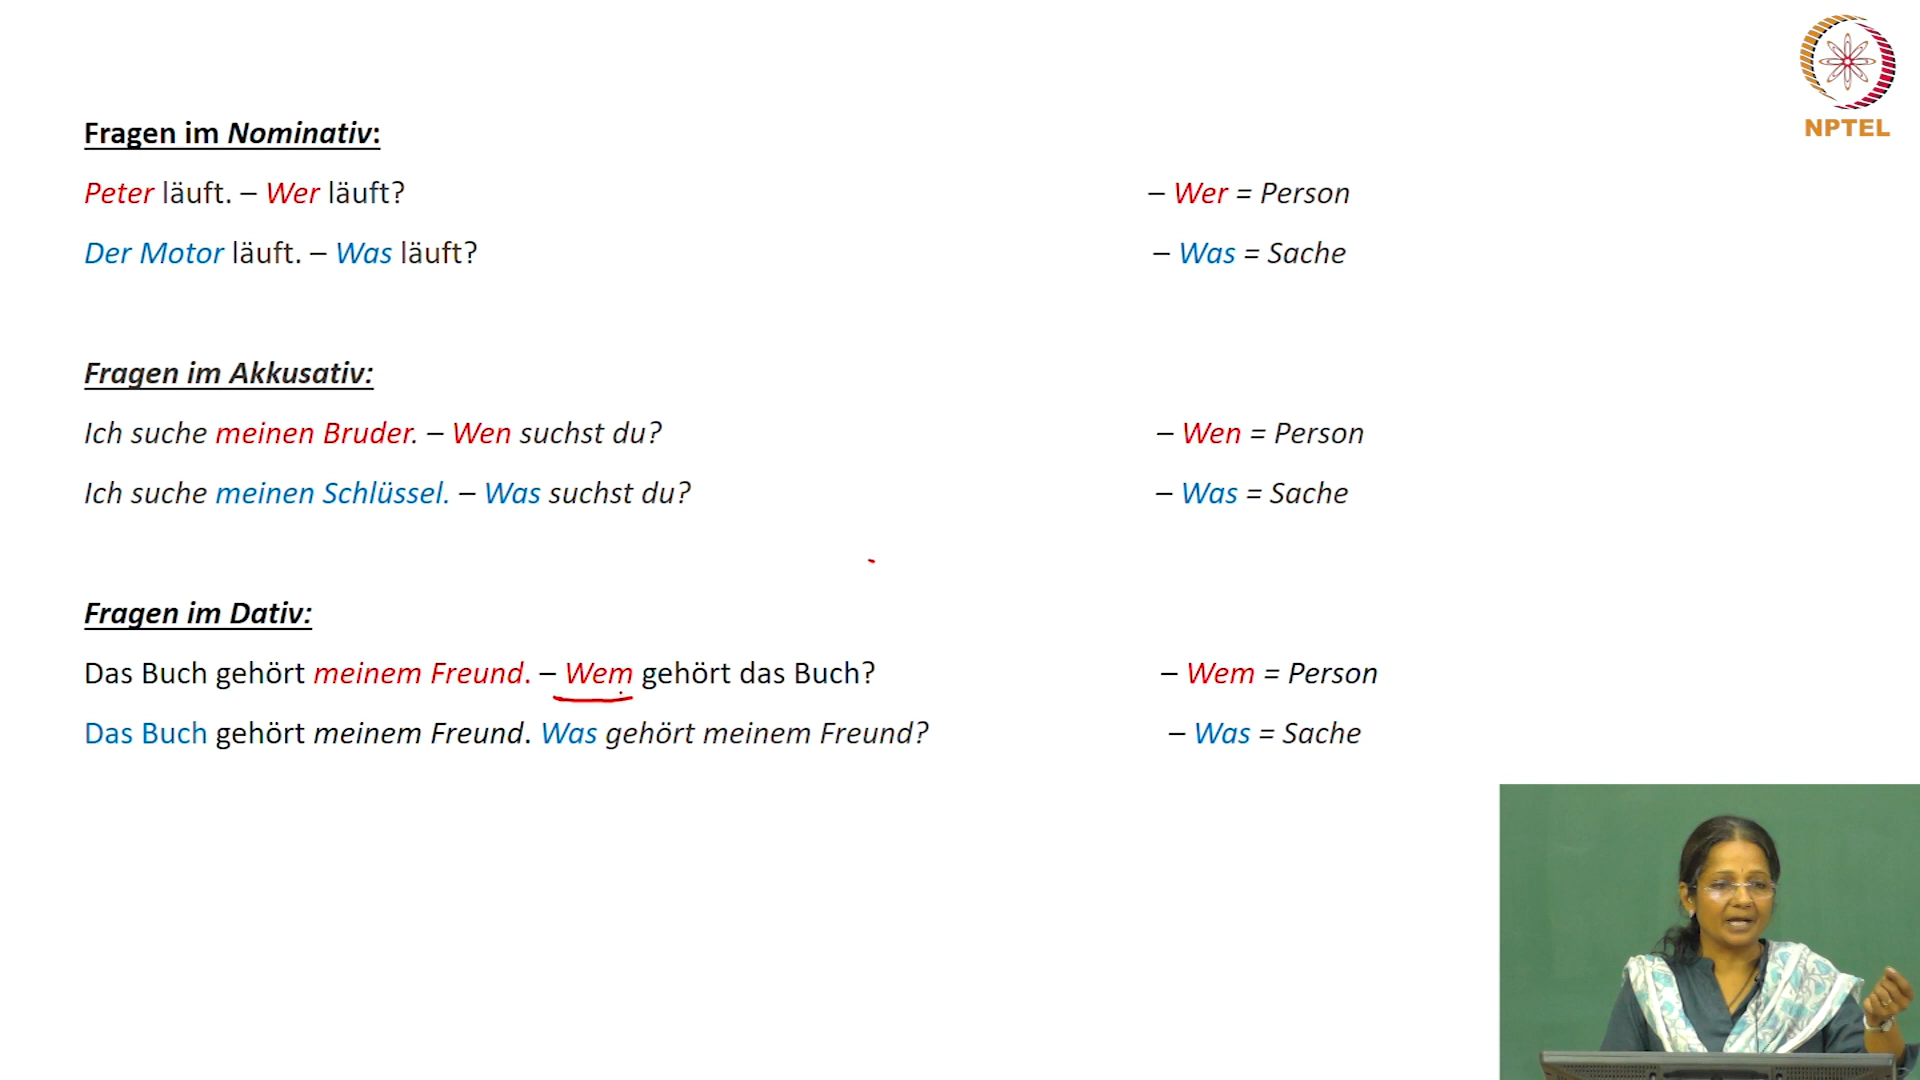 NPTEL
Fragen im Nominativ:
Peter läuft. – Wer läuft? – Wer = Person
Der Motor läuft. – Was läuft? – Was = Sache
Fragen im Akkusativ:
Ich suche meinen Bruder. – Wen suchst du? – Wen = Person
Ich suche meinen Schlüssel. – Was suchst du? – Was = Sache
Fragen im Dativ:
Das Buch gehört meinem Freund. – Wem gehört das Buch? – Wem = Person
Das Buch gehört meinem Freund. Was gehört meinem Freund? – Was = Sache